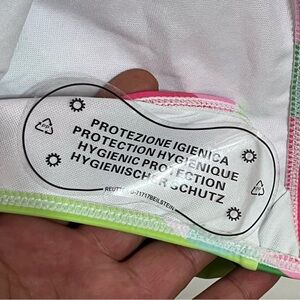 PROTEZIONE IGIENICA
PROTECTION HYGIENIQUE
HYGIENIC PROTECTION
HYGIENISCHER SCHUTZ